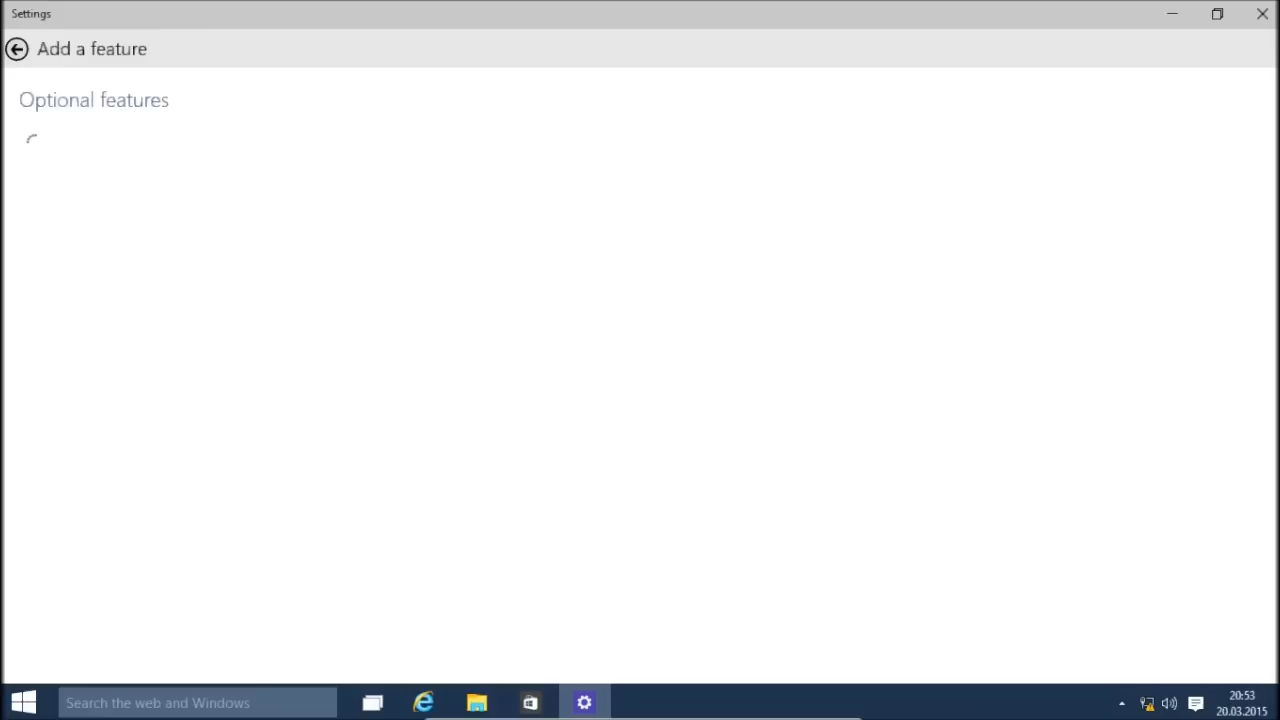 Settings
Add a feature
Optional features
Search the web and Windows
20:53
20.03.2015